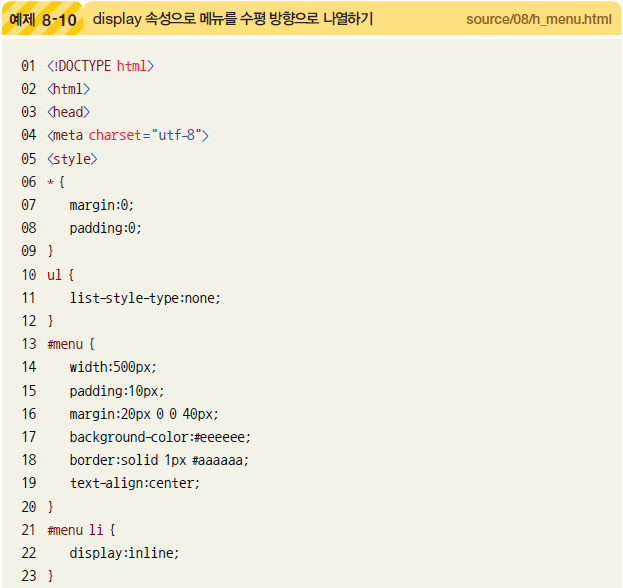 예제 8-10 display 속성으로 메뉴를 수평 방향으로 나열하기 source/08/h_menu.html
01 <!DOCTYPE html>
02 <html>
03 <head>
04 <meta charset="utf-8">
05 <style>
06 * {
07 margin:0;
08 padding:0;
09 }
10 ul {
11 list-style-type:none;
12 }
13 #menu {
14 width:500px;
15 padding:10px;
16 margin:20px 0 0 40px;
17 background-color:#eeeeee;
18 border:solid 1px #aaaaaa;
19 text-align:center;
20 }
21 #menu li {
22 display:inline;
23 }